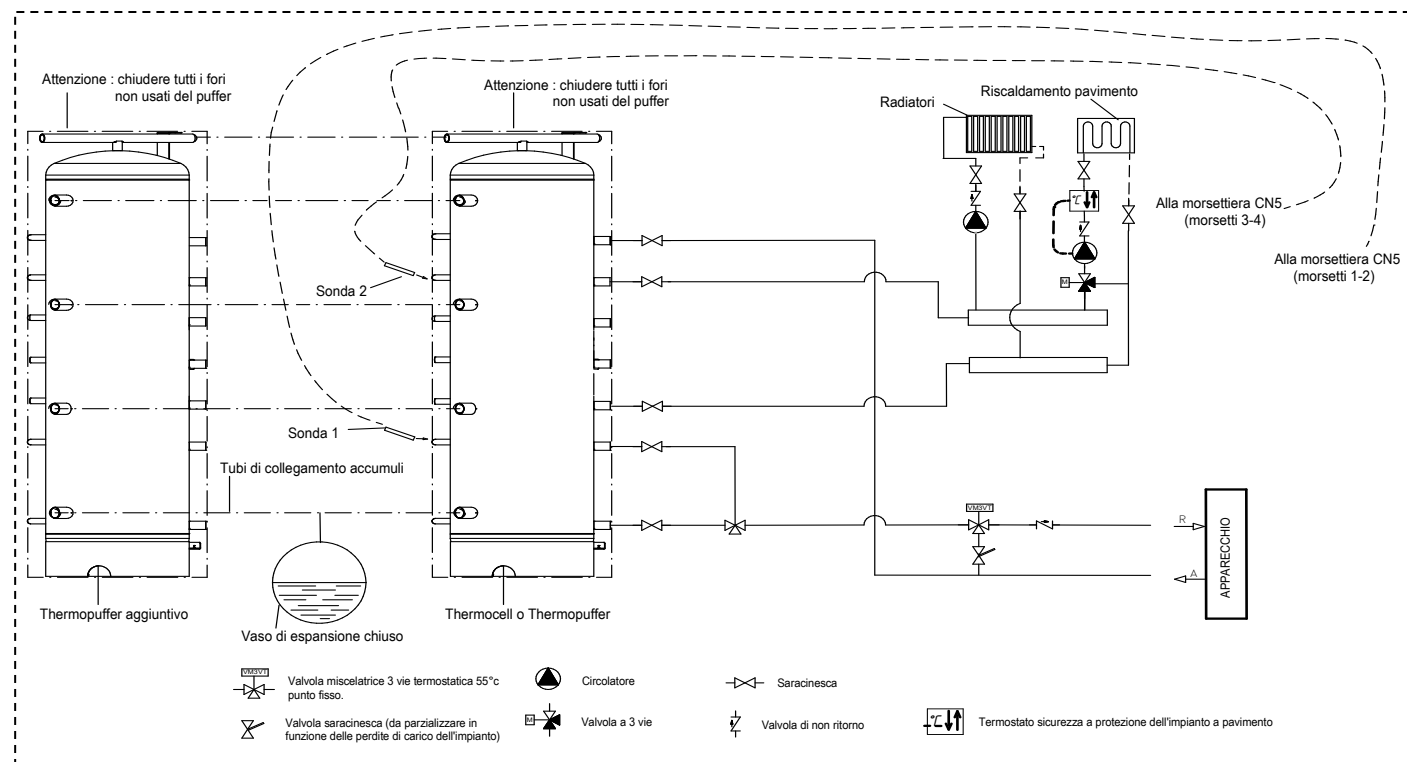 Attenzione : chiudere tutti i fori
non usati del puffer
Attenzione : chiudere tutti i fori
non usati del puffer
Radiatori
Riscaldamento pavimento
°C
Alla morsettiera CN5
(morsetti 3-4)
Alla morsettiera CN5
(morsetti 1-2)
Sonda 2
M
Sonda 1
Tubi di collegamento accumuli
VM3VT
R
A
APPARECCHIO
Thermopuffer aggiuntivo
Vaso di espansione chiuso
Thermocell o Thermopuffer
VM3VT
Valvola miscelatrice 3 vie termostatica 55°c
punto fisso.
Circolatore
Saracinesca
Valvola saracinesca (da parzializzare in
funzione delle perdite di carico dell'impianto)
M
Valvola a 3 vie
Valvola di non ritorno
°C
Termostato sicurezza a protezione dell'impianto a pavimento